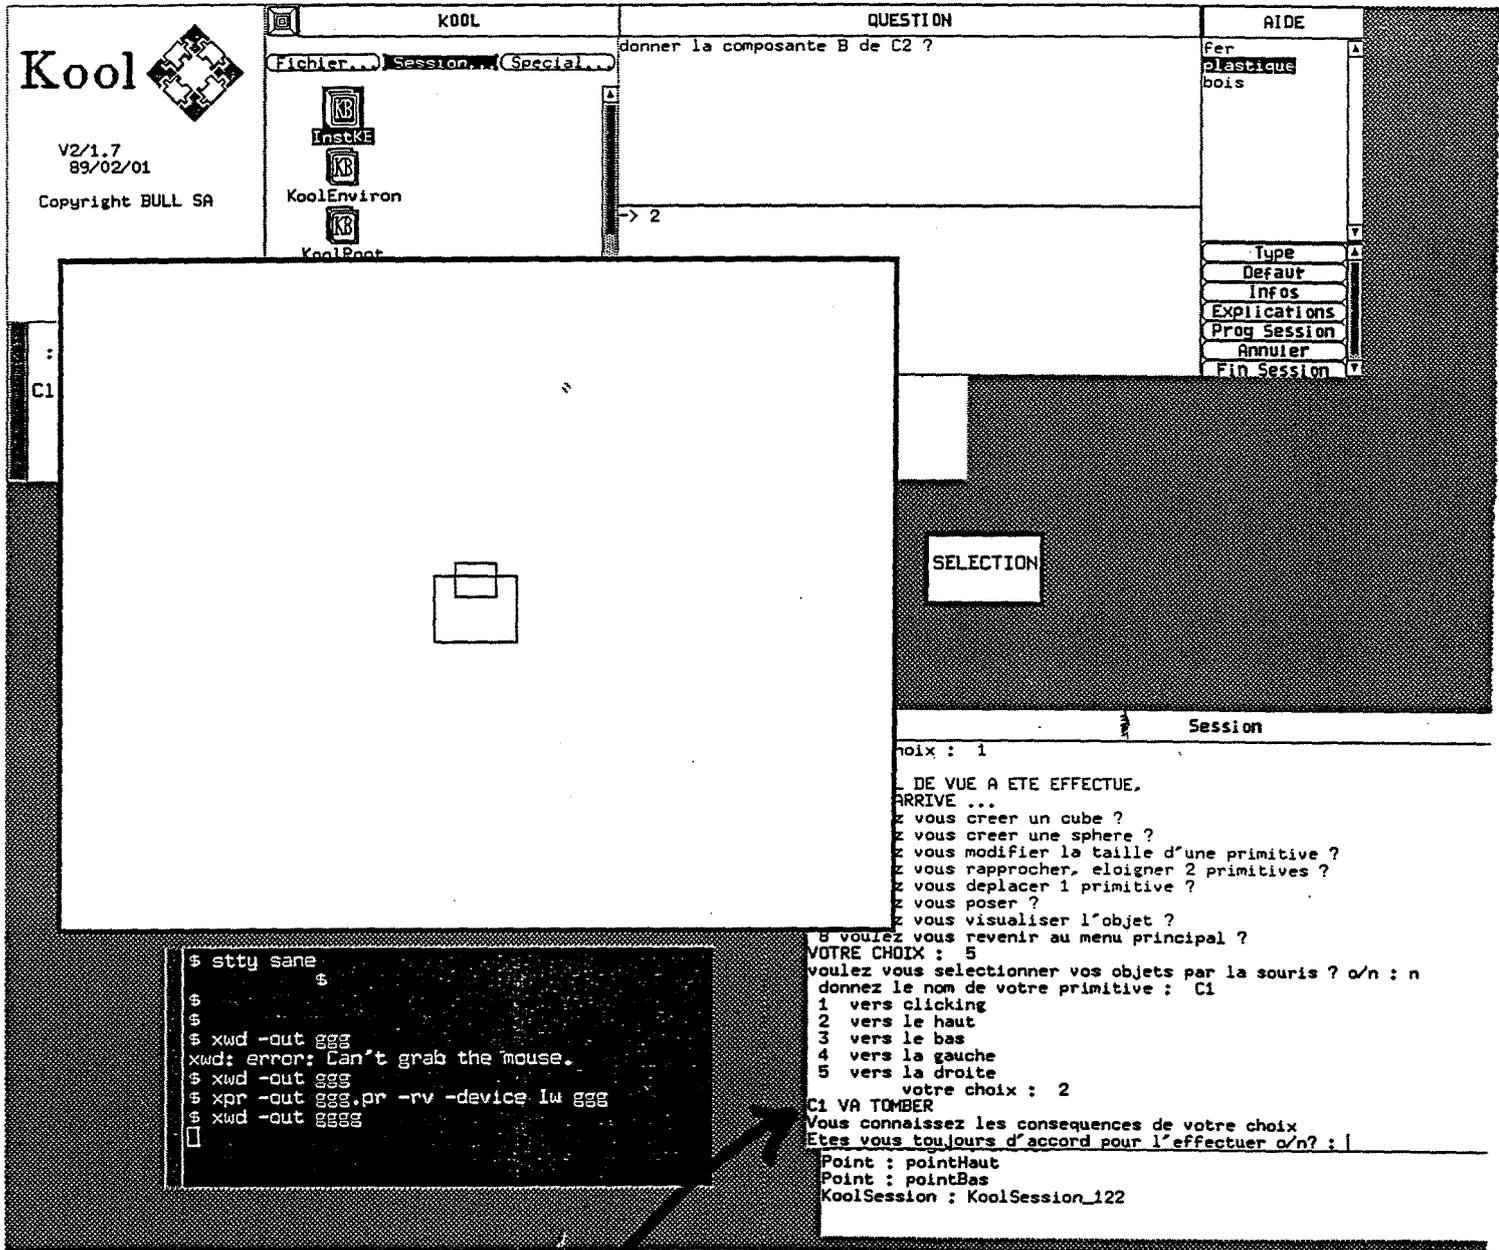 Kool
V2/1.7
89/02/01
Copyright BULL SA
KOOL
Fichier...
Session...
Special...
KB
InstKE
KB
KoolEnviron
KB
KoolRoot
QUESTION
donner la composante B de C2 ?
-> 2
AIDE
fer
plastique
bois
Type
Defaut
Infos
Explications
Prog Session
Annuler
Fin Session
:
Cl
SELECTION
Session
hoix : 1
DE VUE A ETE EFFECTUE,
ARRIVE ...
z vous creer un cube ?
z vous creer une sphere ?
z vous modifier la taille d'une primitive ?
z vous rapprocher, eloigner 2 primitives ?
z vous deplacer 1 primitive ?
z vous poser ?
z vous visualiser l'objet ?
8 voulez vous revenir au menu principal ?
VOTRE CHOIX : 5
voulez vous selectionner vos objets par la souris ? o/n : n
donnez le nom de votre primitive : C1
1 vers clicking
2 vers le haut
3 vers le bas
4 vers la gauche
5 vers la droite
votre choix : 2
C1 VA TOMBER
Vous connaissez les consequences de votre choix
Etes vous toujours d'accord pour l'effectuer o/n? :
Point : pointHaut
Point : pointBas
KoolSession : KoolSession_122
$ stty sane
$
$
$
$ xwd -out ggg
xwd: error: Can't grab the mouse.
$ xwd -out ggg
$ xpr -out ggg.pr -rv -device lw ggg
$ xwd -out gggg